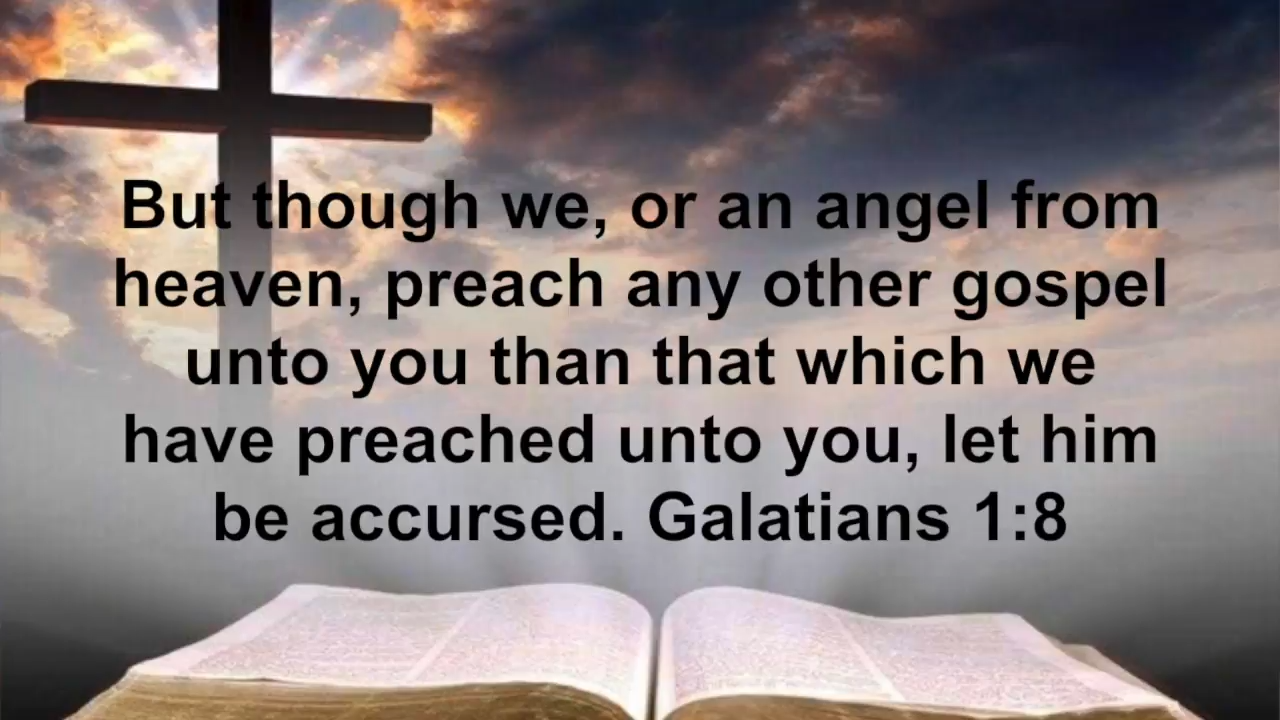 But though we, or an angel from
heaven, preach any other gospel
unto you than that which we
have preached unto you, let him
be accursed. Galatians 1:8